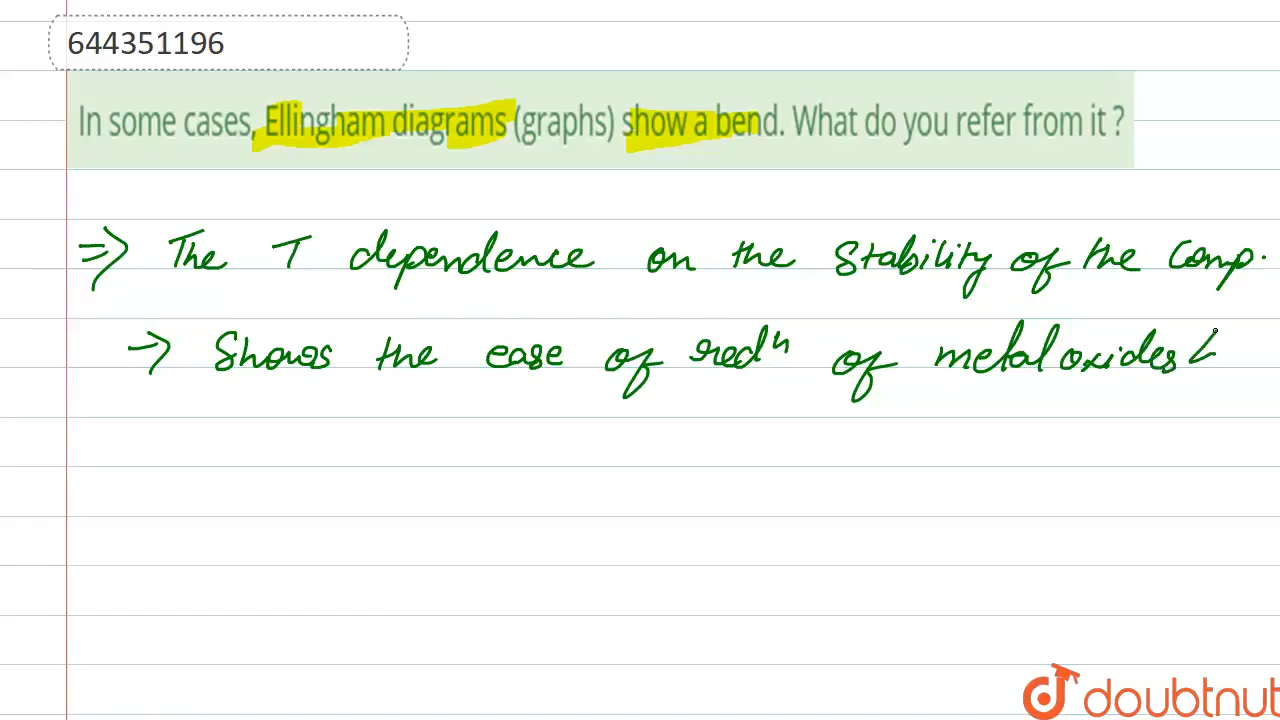 644351196
In some cases, Ellingham diagrams (graphs) show a bend. What do you refer from it ?
=> The T dependence on the stability of the comp.
-> Shows the ease of redn of metal oxides
doubtnut